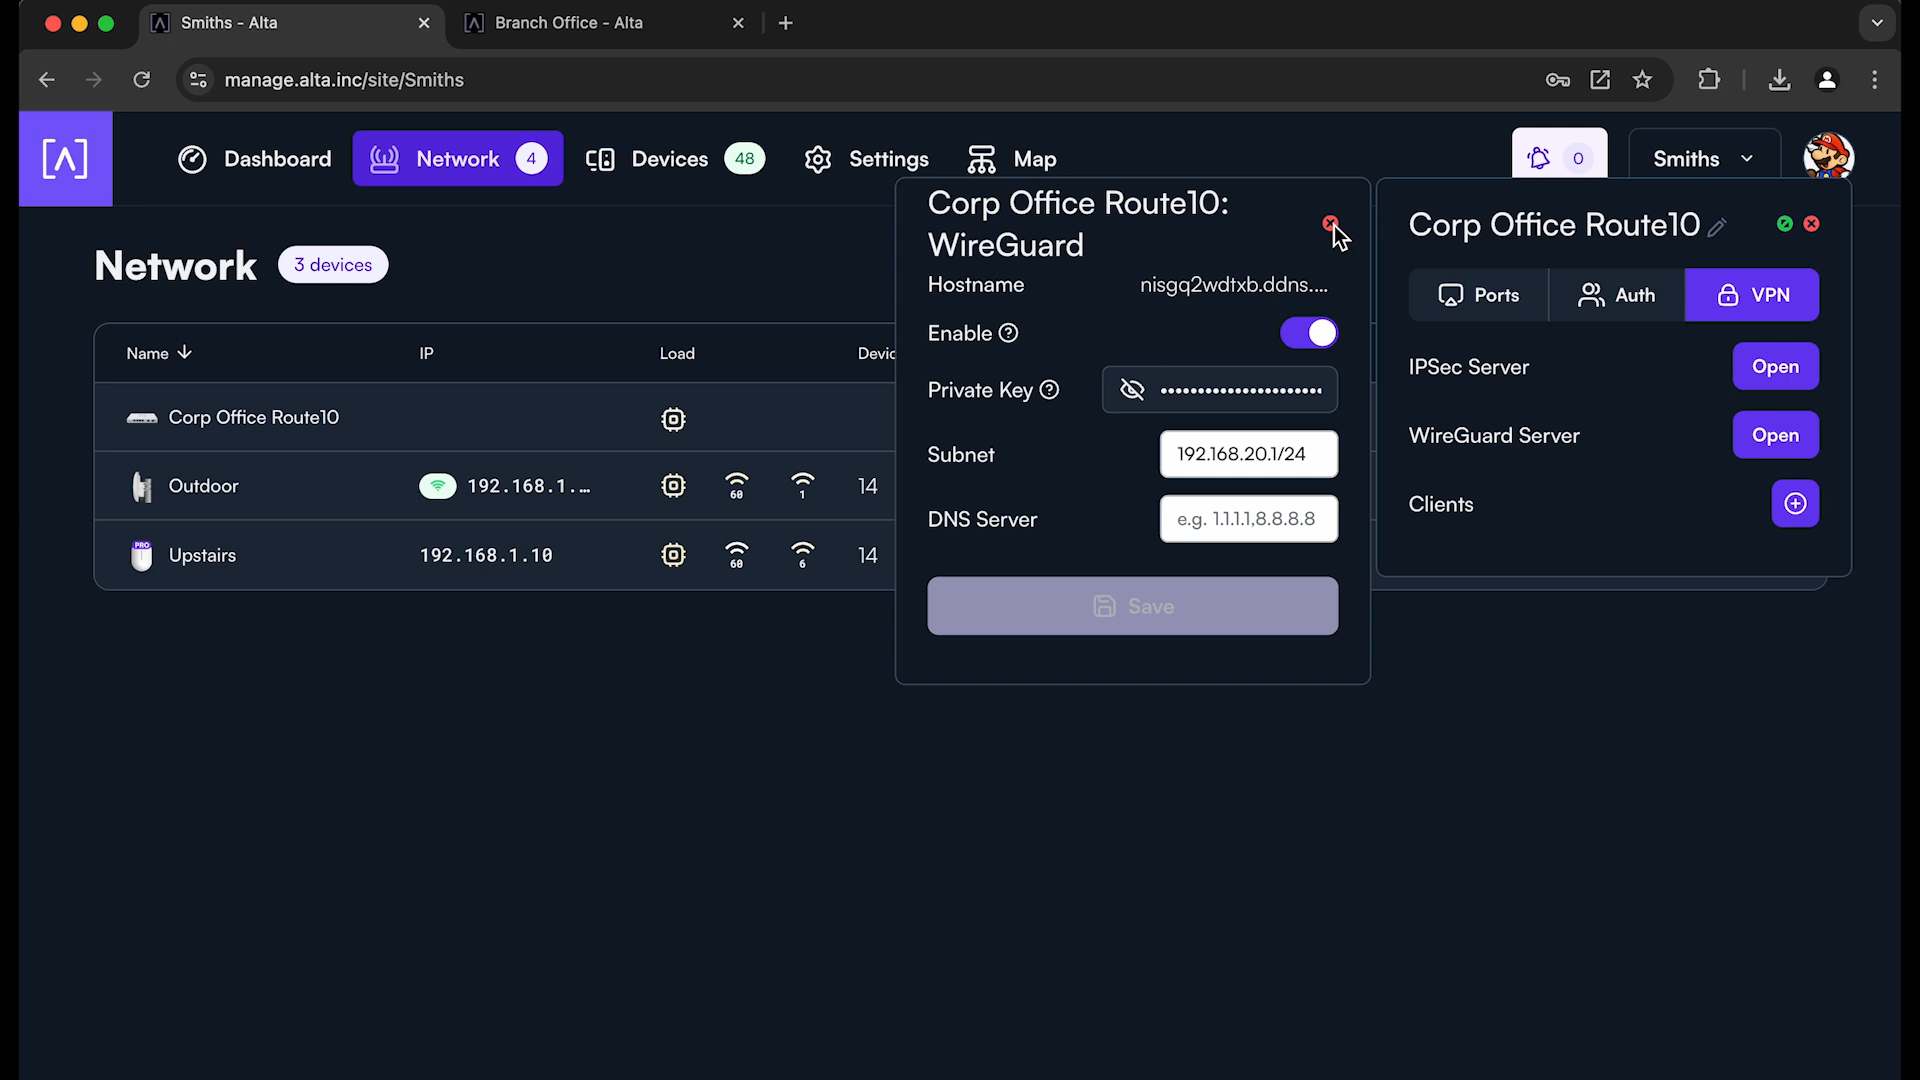 Smiths - Alta
Branch Office - Alta
manage.alta.inc/site/Smiths
Dashboard
Network 4
Devices 48
Settings
Map
0
Smiths
Network 3 devices
Name IP Load Devic
Corp Office Route10
Outdoor 192.168.1.… 60 1 14
PRO
Upstairs 192.168.1.10 60 6 14
Corp Office Route10:
WireGuard
Hostname nisgq2wdtxb.ddns....
Enable
Private Key
Subnet 192.168.20.1/24
DNS Server e.g. 1.1.1.1,8.8.8.8
Save
Corp Office Route10
Ports Auth VPN
IPSec Server Open
WireGuard Server Open
Clients